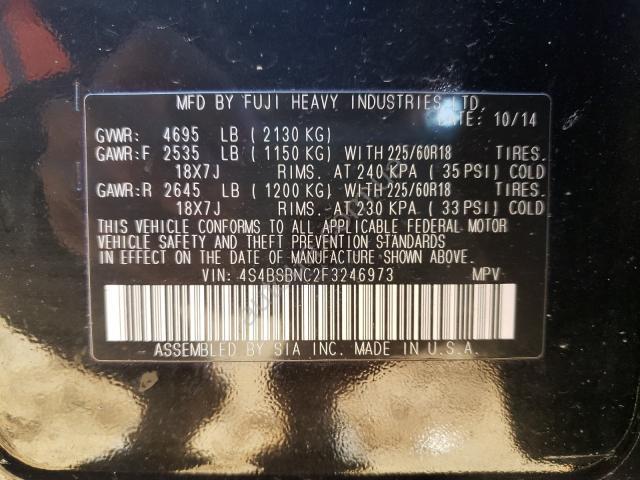 MFD BY FUJI HEAVY INDUSTRIES LTD.
DATE: 10/14
GVWR: 4695 LB ( 2130 KG)
GAWR:F 2535 LB ( 1150 KG) WITH 225/60R18 TIRES.
18X7J RIMS. AT 240 KPA ( 35 PSI) COLD
GAWR:R 2645 LB ( 1200 KG) WITH 225/60R18 TIRES.
18X7J RIMS. AT 230 KPA ( 33 PSI) COLD
THIS VEHICLE CONFORMS TO ALL APPLICABLE FEDERAL MOTOR
VEHICLE SAFETY AND THEFT PREVENTION STANDARDS
IN EFFECT ON THE DATE OF MANUFACTURE SHOWN ABOVE.
VIN: 4S4BSBNC2F3246973 MPV
ASSEMBLED BY SIA INC. MADE IN U.S.A.